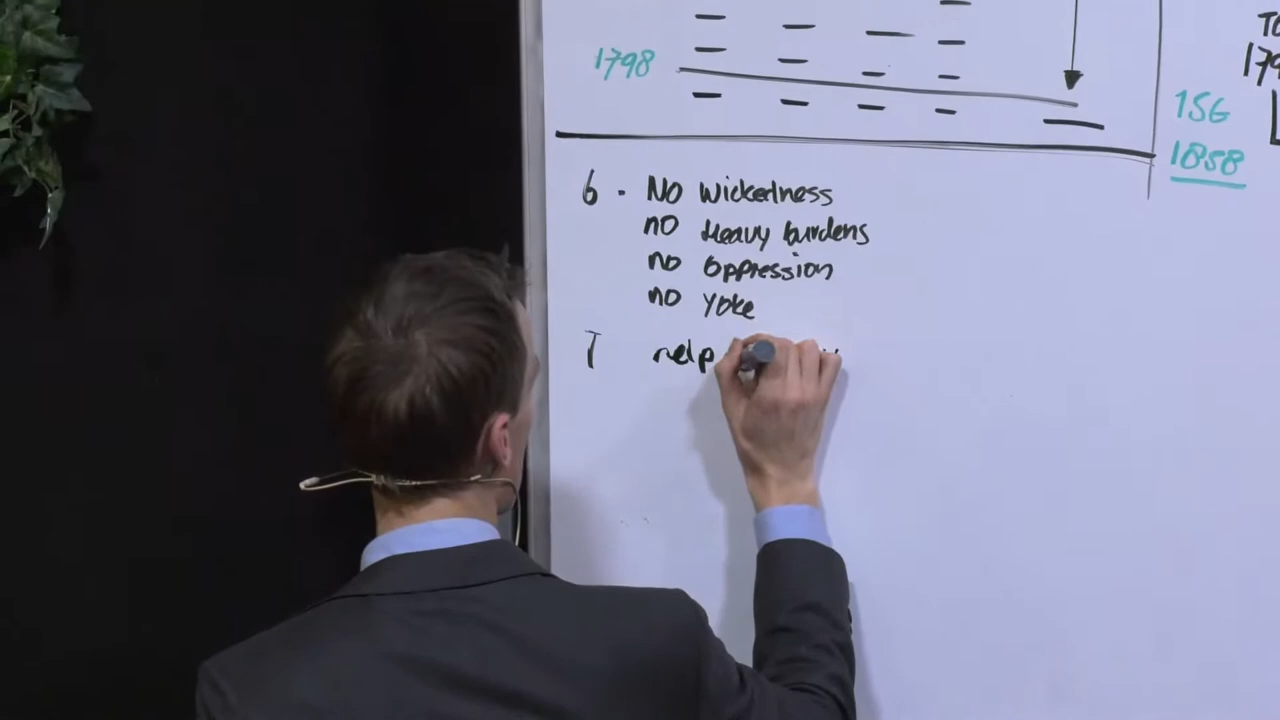 1798
156
1858
6 · No wickedness
no Heavy burdens
no oppression
no yoke
7 help